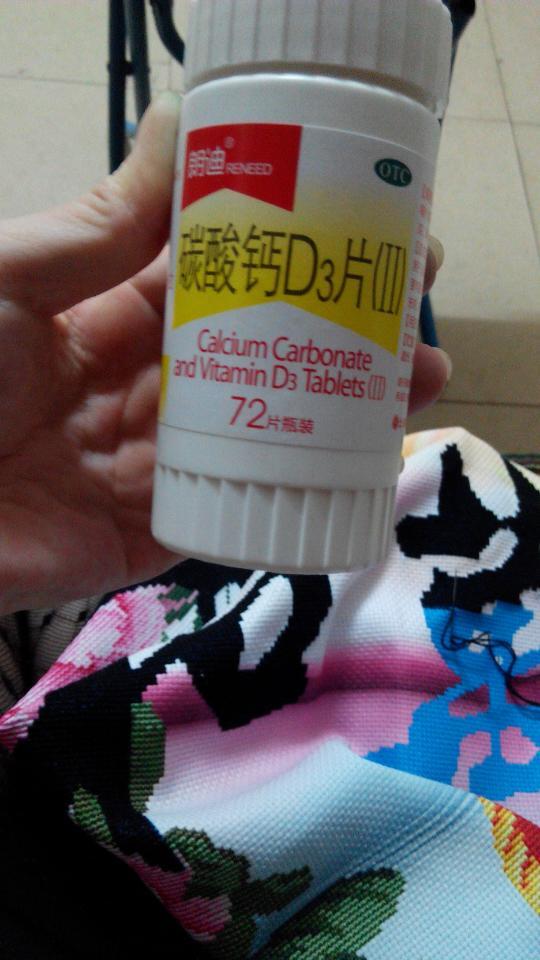 朗迪®
RENEED
OTC
碳酸钙D3片(II)
Calcium Carbonate
and Vitamin D3 Tablets (II)
72片瓶装